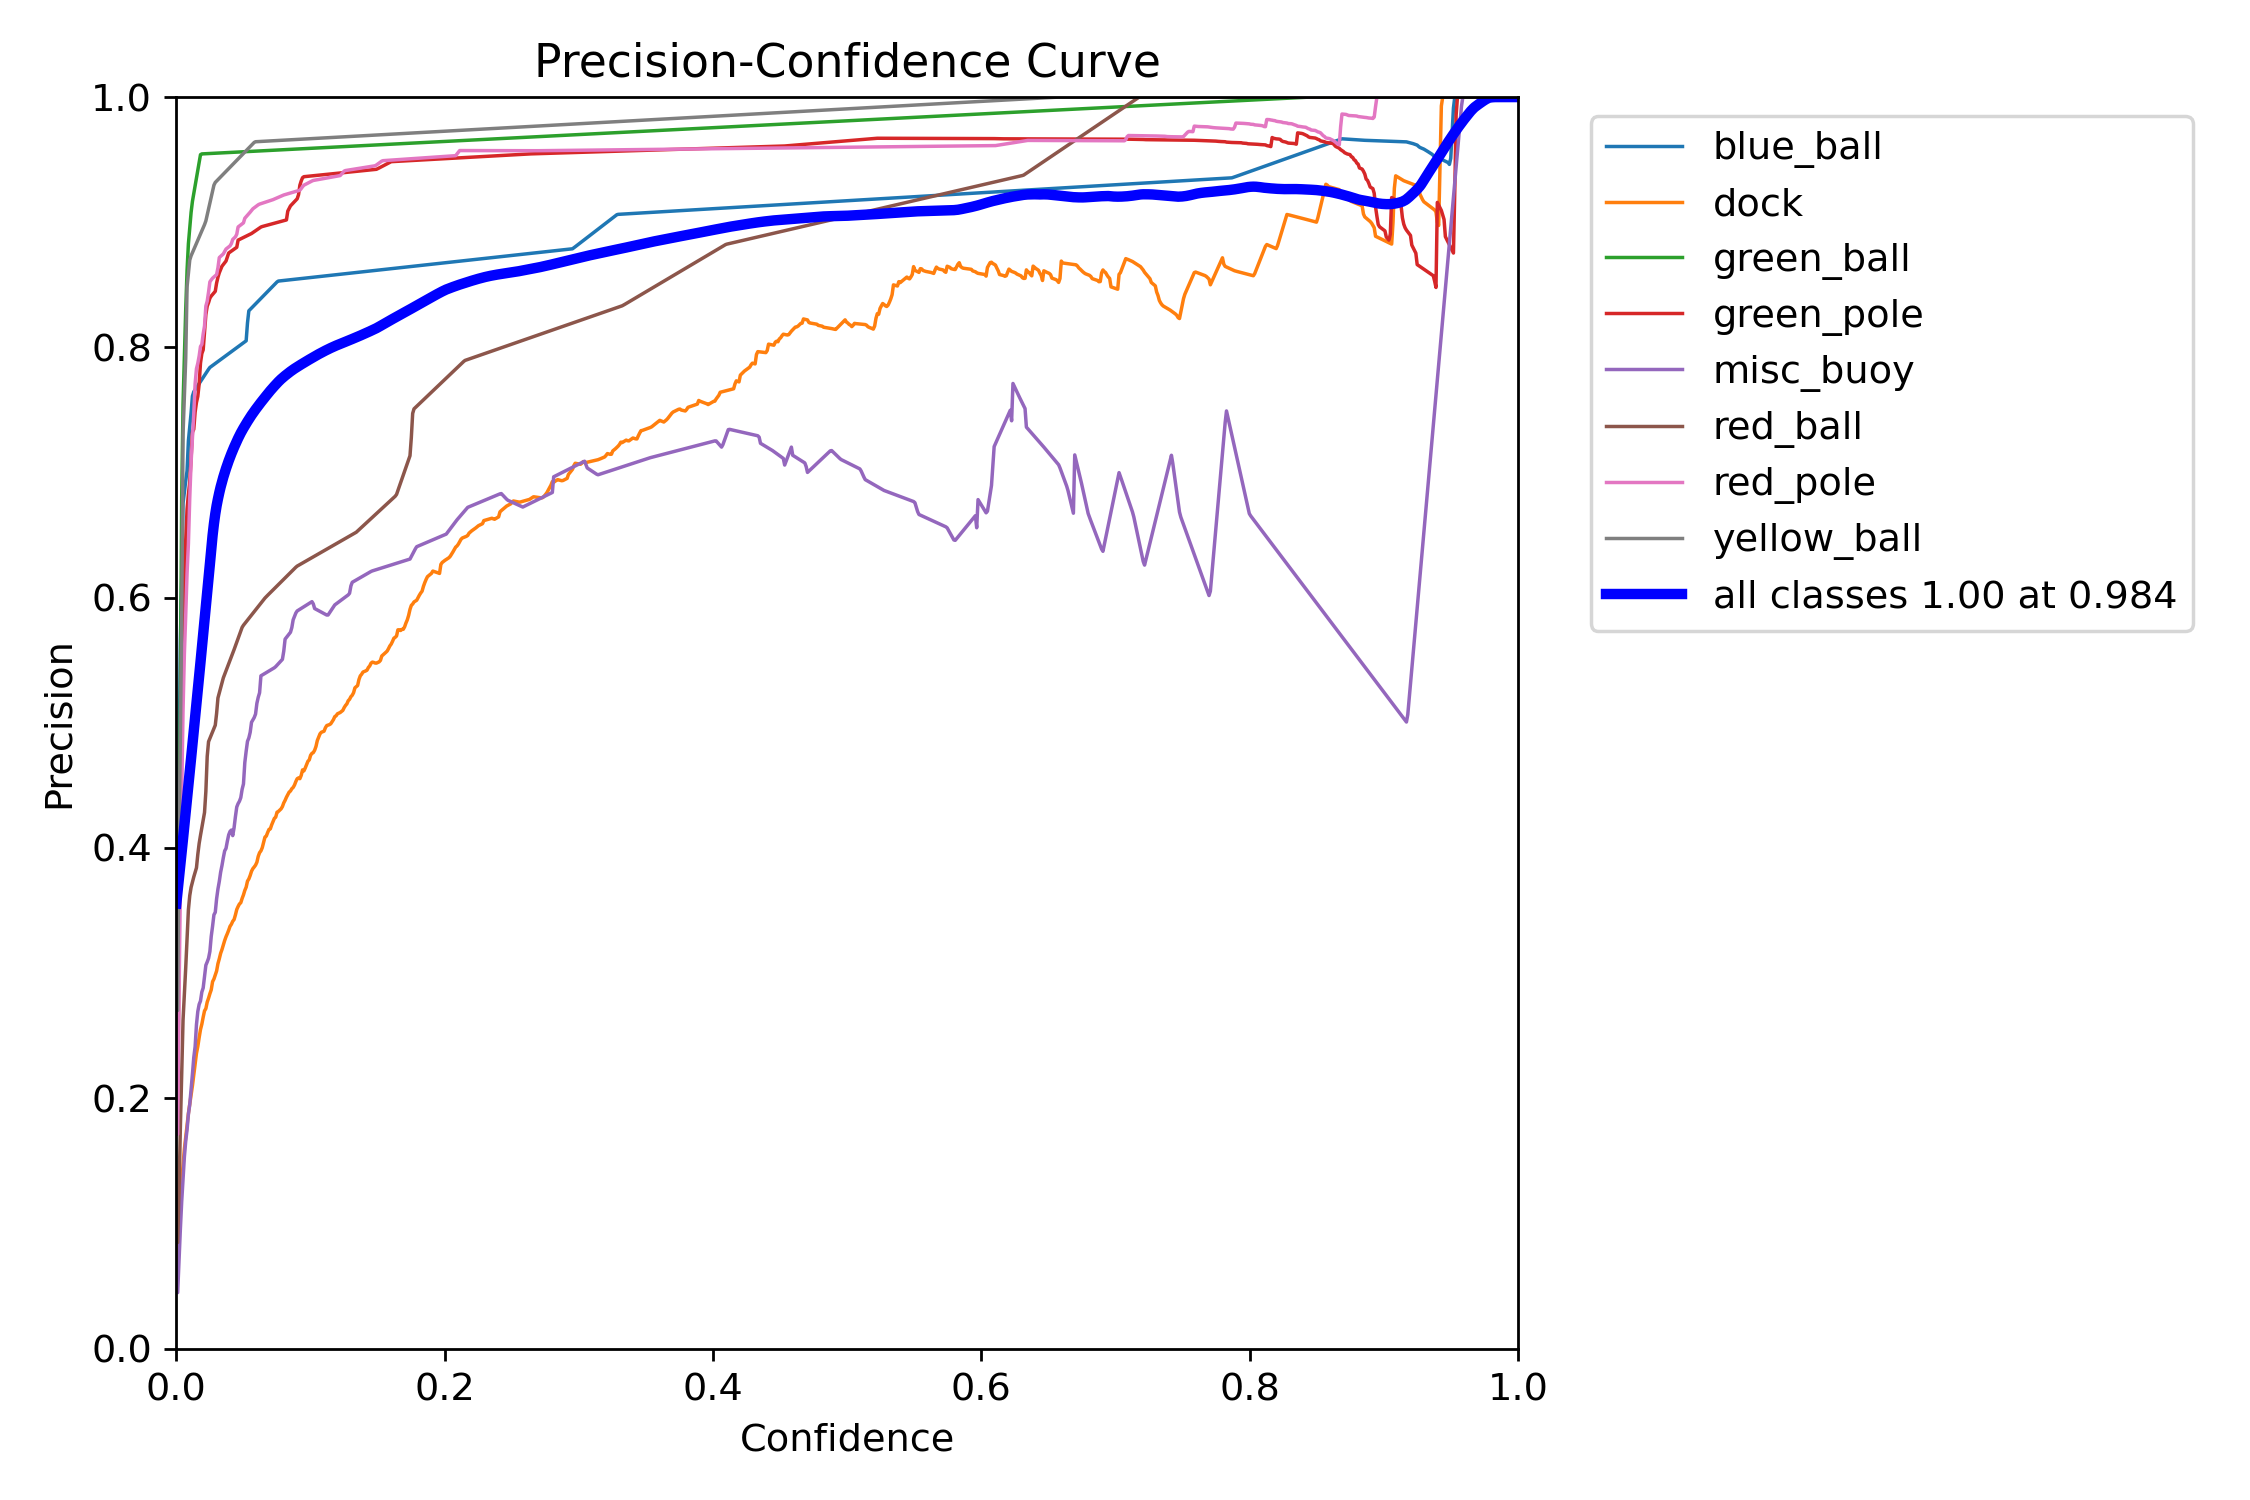 Precision-Confidence Curve
1.0
0.8
0.6
0.4
0.2
0.0
Precision
0.0 0.2 0.4 0.6 0.8 1.0
Confidence
blue_ball
dock
green_ball
green_pole
misc_buoy
red_ball
red_pole
yellow_ball
all classes 1.00 at 0.984